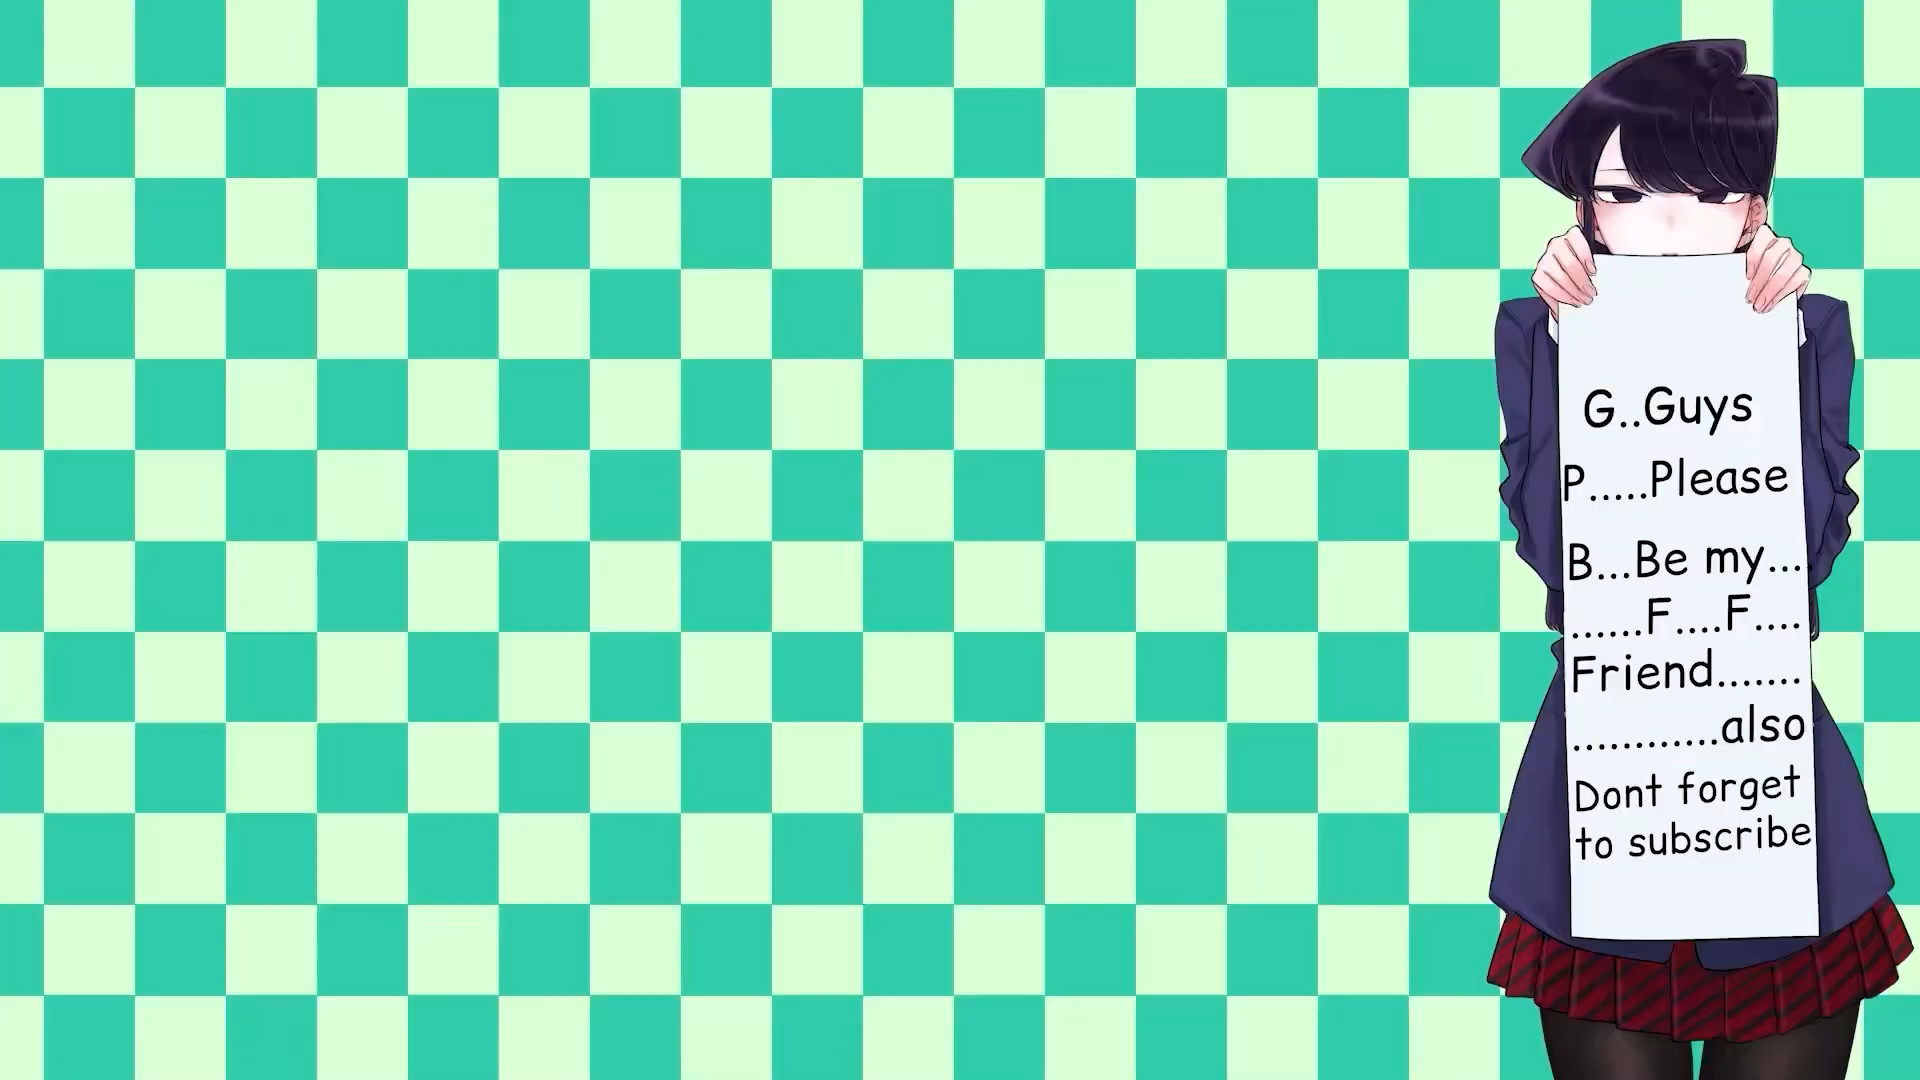 G..Guys
P.....Please
B...Be my....
......F....F....
Friend.......
............also
Dont forget
to subscribe